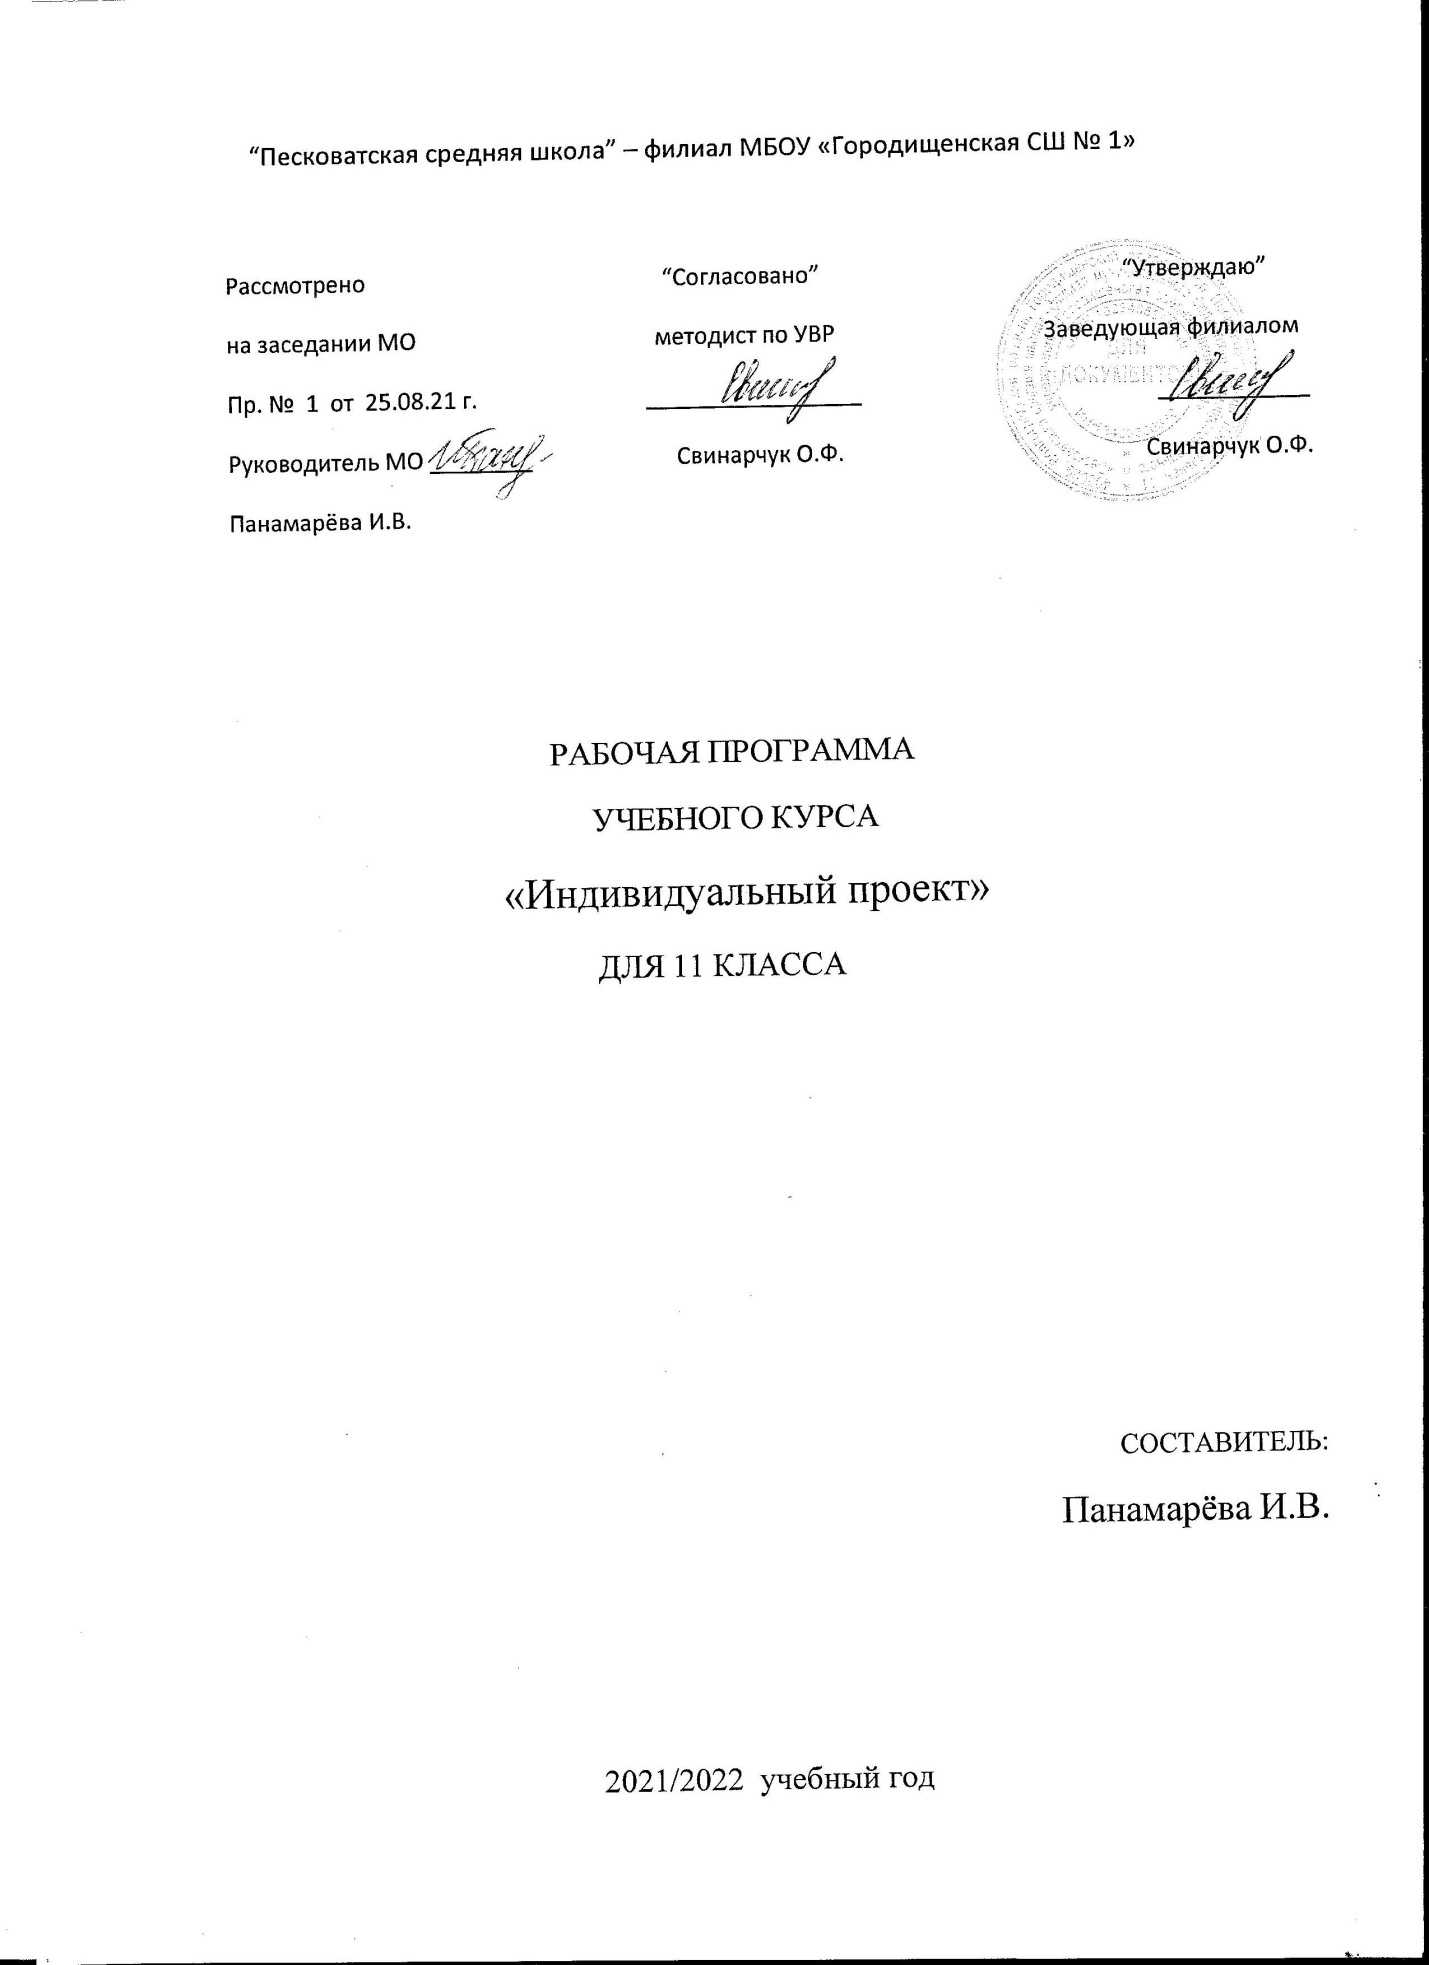 “Песковатская средняя школа” – филиал МБОУ «Городищенская СШ № 1»
Рассмотрено
на заседании МО
Пр. № 1 от 25.08.21 г.
Руководитель МО
Панамарёва И.В.
“Согласовано”
методист по УВР
Свинарчук О.Ф.
“Утверждаю”
Заведующая филиалом
ДЛЯ
Свинарчук О.Ф.
РАБОЧАЯ ПРОГРАММА
УЧЕБНОГО КУРСА
«Индивидуальный проект»
ДЛЯ 11 КЛАССА
СОСТАВИТЕЛЬ:
Панамарёва И.В.
2021/2022 учебный год